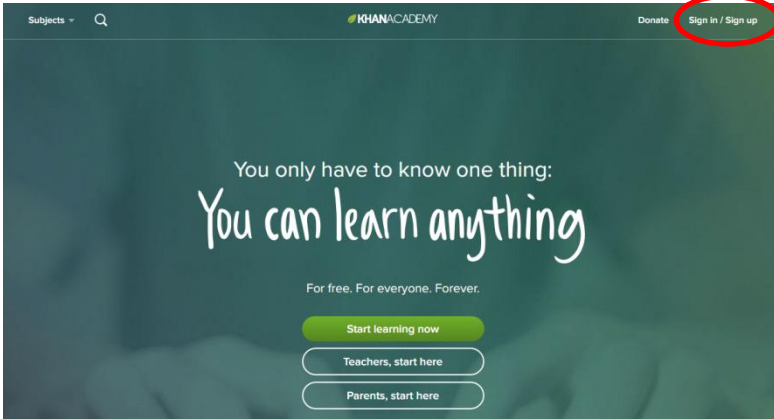 Subjects
KHANACADEMY
Donate
Sign in / Sign up
You only have to know one thing:
You can learn anything
For free. For everyone. Forever.
Start learning now
Teachers, start here
Parents, start here